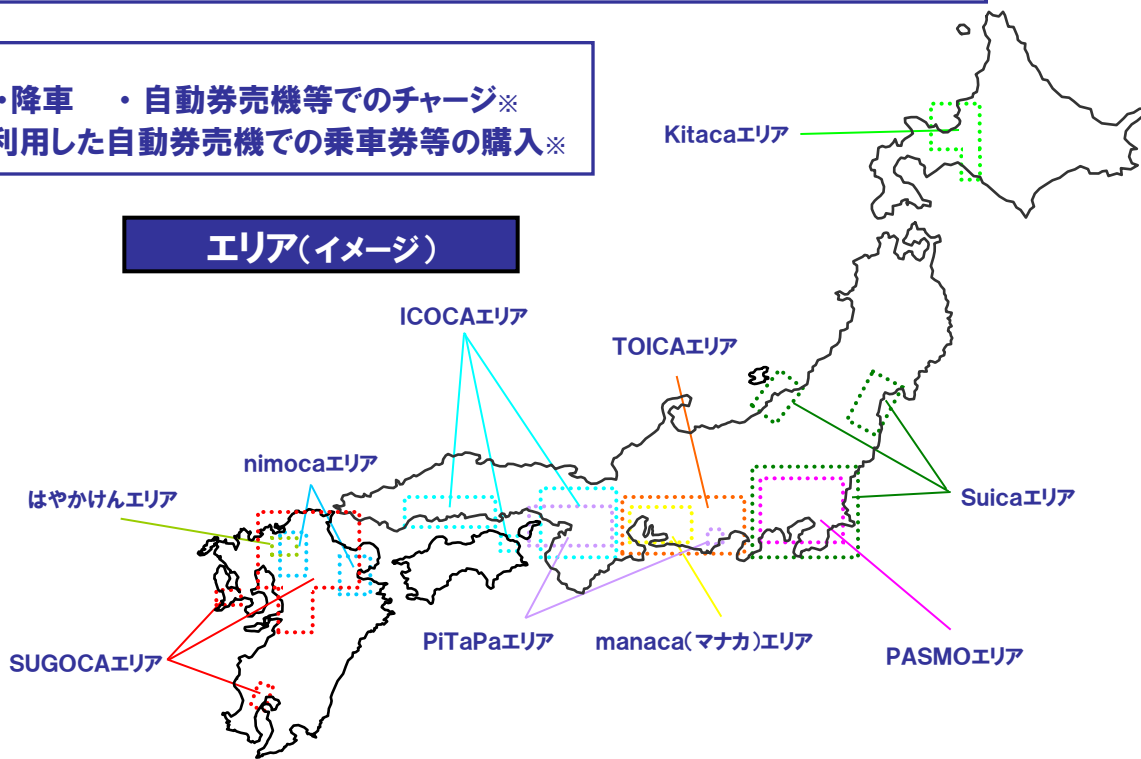 ・降車　・自動券売機等でのチャージ※
利用した自動券売機での乗車券等の購入※
エリア（イメージ）
Kitacaエリア
ICOCAエリア
TOICAエリア
nimocaエリア
はやかけんエリア
Suicaエリア
PiTaPaエリア
manaca（マナカ）エリア
PASMOエリア
SUGOCAエリア